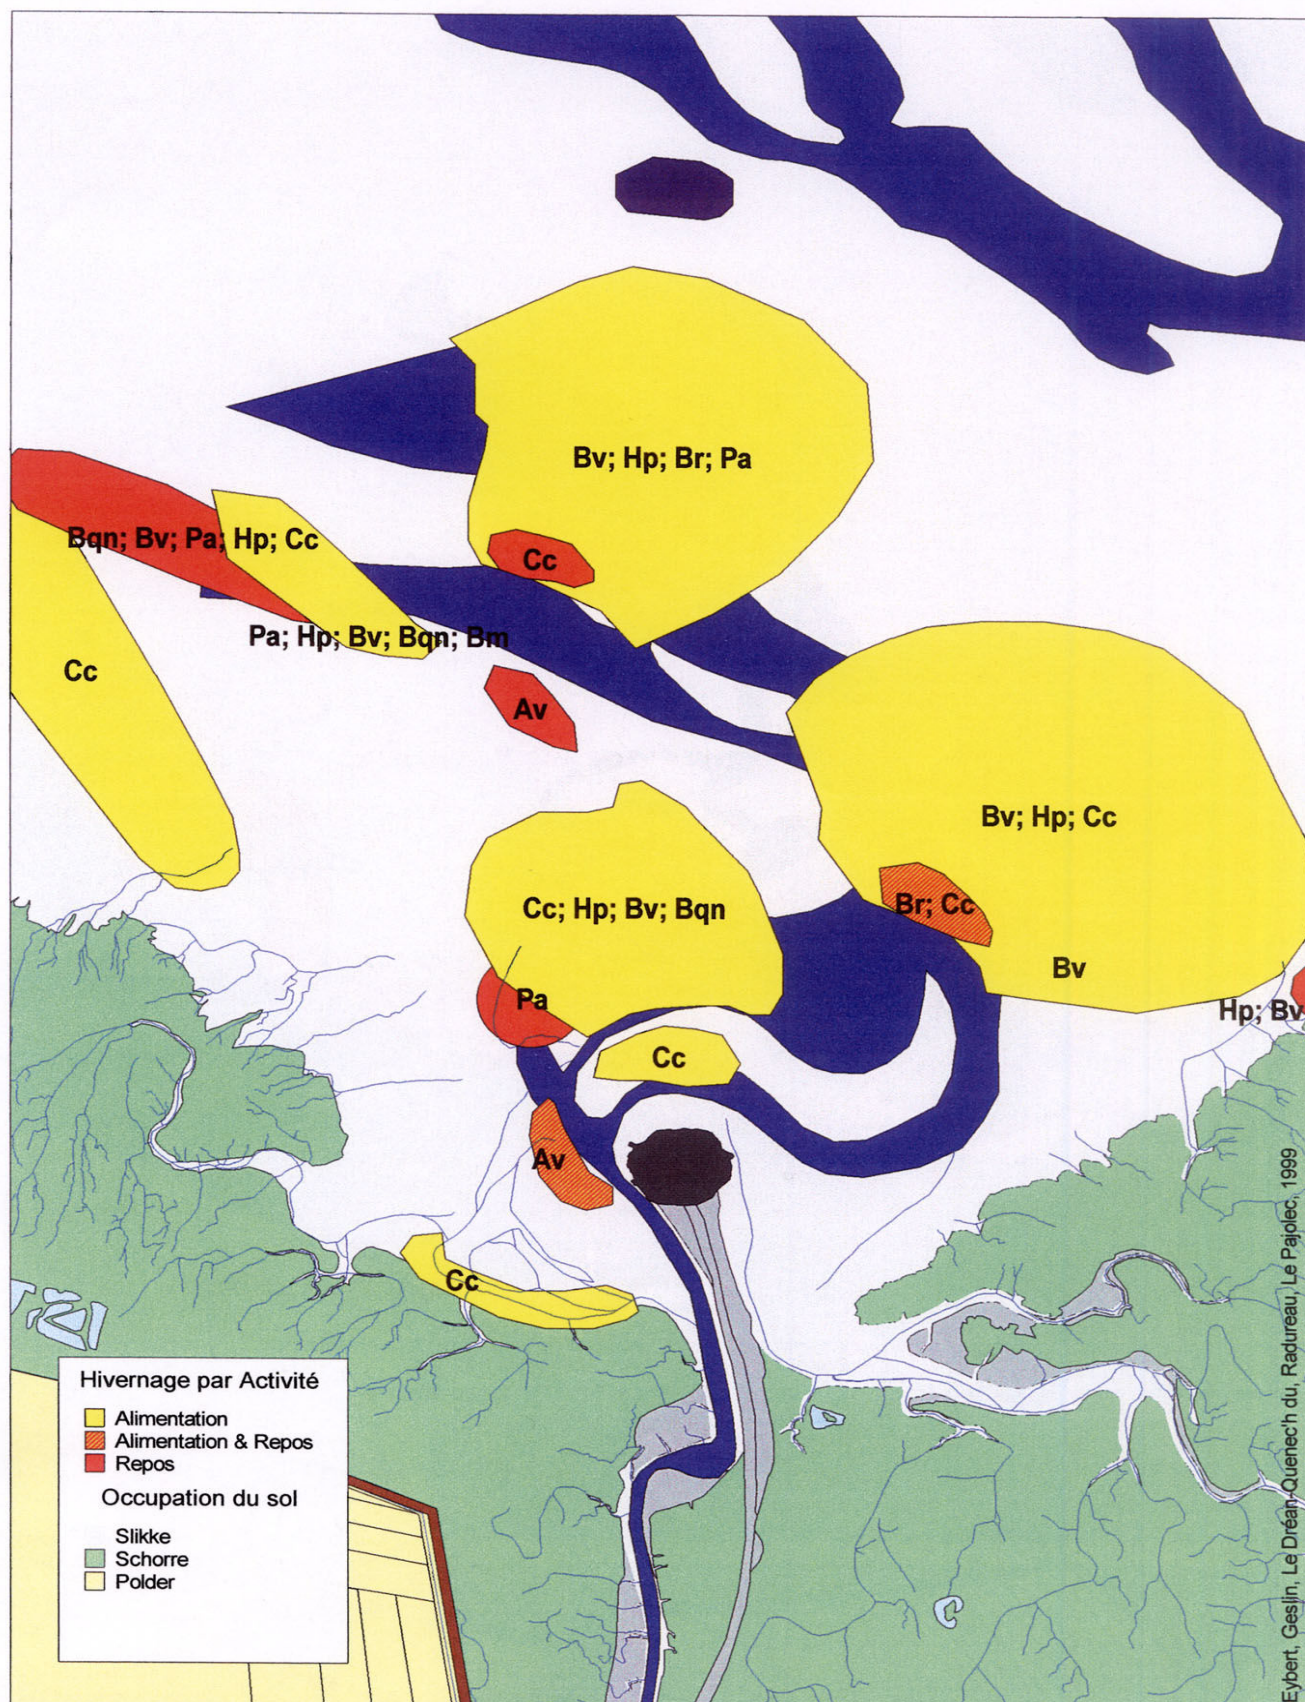 Bv; Hp; Br; Pa
Bqn; Bv; Pa; Hp; Cc
Cc
Pa; Hp; Bv; Bqn; Bm
Cc
Av
Bv; Hp; Cc
Br; Cc
Cc; Hp; Bv; Bqn
Bv
Pa
Hp; Bv
Cc
Av
Cc
Hivernage par Activité
Alimentation
Alimentation & Repos
Repos
Occupation du sol
Slikke
Schorre
Polder
Eybert, Geslin, Le Dréan-Quenec'h du, Radureau, Le Pajolec, 1999